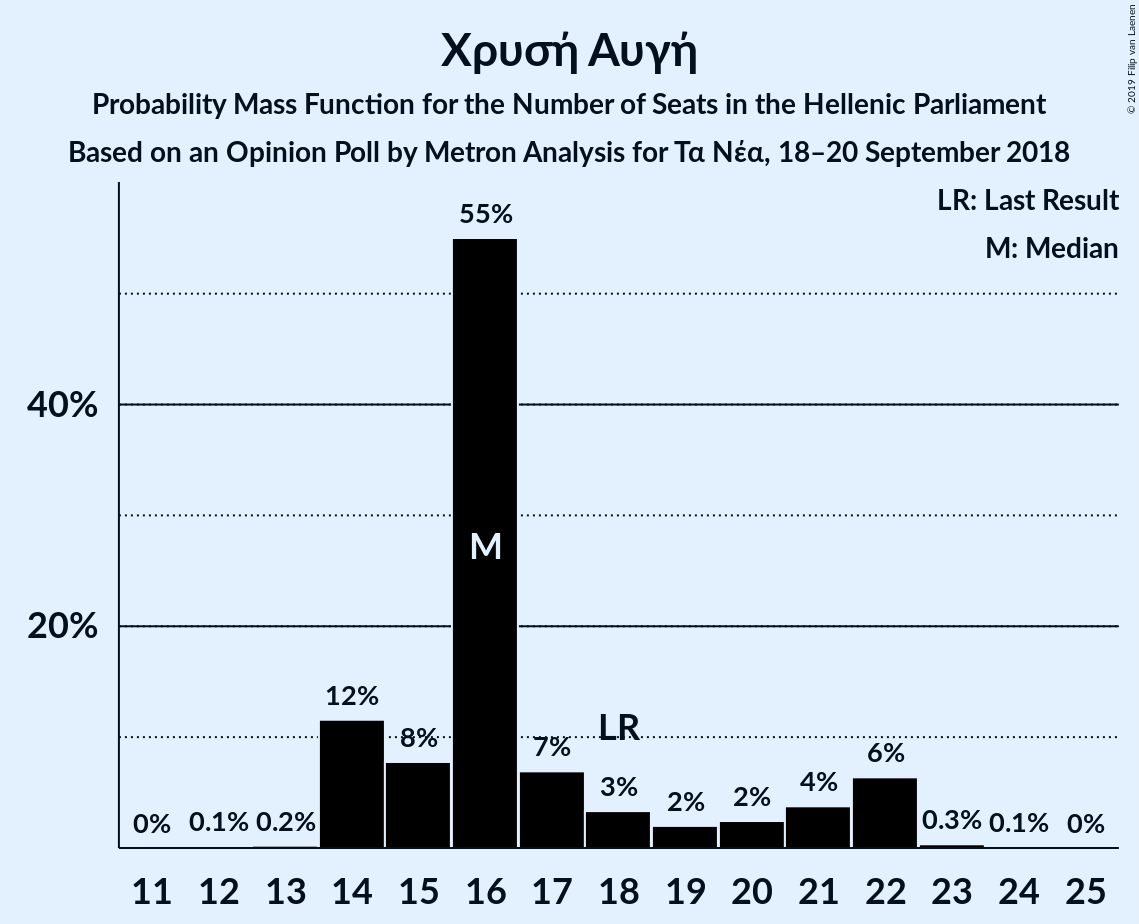 Χρυσή Αυγή
Probability Mass Function for the Number of Seats in the Hellenic Parliament
Based on an Opinion Poll by Metron Analysis for Τα Νέα, 18–20 September 2018
© 2019 Filip van Laenen
LR: Last Result
M: Median
55%
40%
M
20%
12%
8%
7%
LR
3%
2%
2%
4%
6%
0%
0.1%
0.2%
0.3%
0.1%
0%
11 12 13 14 15 16 17 18 19 20 21 22 23 24 25